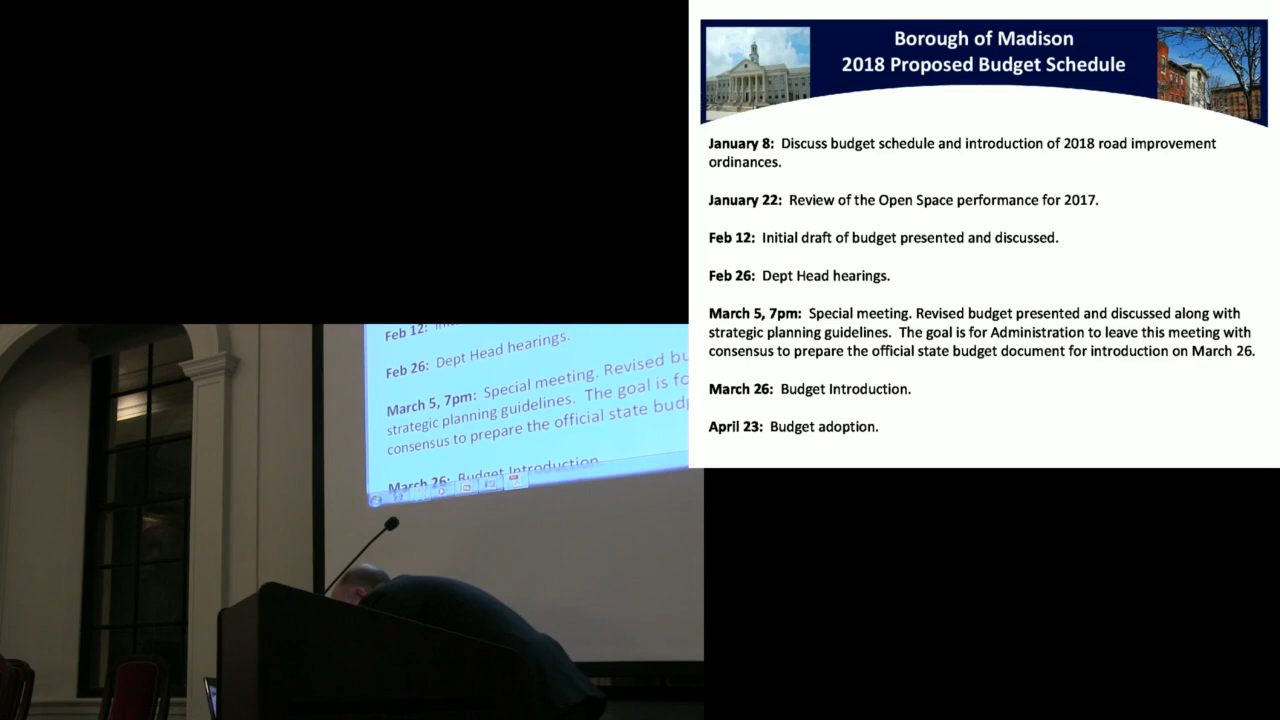 Borough of Madison
2018 Proposed Budget Schedule
January 8: Discuss budget schedule and introduction of 2018 road improvement
ordinances.
January 22: Review of the Open Space performance for 2017.
Feb 12: Initial draft of budget presented and discussed.
Feb 26: Dept Head hearings.
March 5, 7pm: Special meeting. Revised budget presented and discussed along with
strategic planning guidelines. The goal is for Administration to leave this meeting with
consensus to prepare the official state budget document for introduction on March 26.
March 26: Budget Introduction.
April 23: Budget adoption.
Feb 12:
Feb 26: Dept Head hearings.
March 5, 7pm: Special meeting. Revised bu
strategic planning guidelines. The goal is fo
consensus to prepare the official state bud
March 26: Budget Introduction